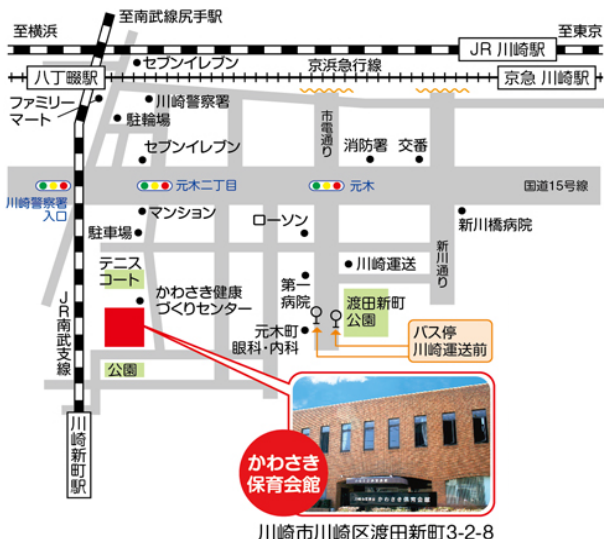 至南武線尻手駅
至横浜
至東京
JR 川崎駅
セブンイレブン
京浜急行線
八丁畷駅
京急 川崎駅
ファミリー
マート
川崎警察署
駐輪場
市電通り
消防署
交番
セブンイレブン
川崎警察署
入口
元木二丁目
元木
国道15号線
マンション
駐車場
ローソン
新川橋病院
新川通り
テニス
コート
川崎運送
第一
病院
かわさき健康
づくりセンター
渡田新町
公園
JR南武支線
元木町
眼科・内科
バス停
川崎運送前
公園
川崎新町駅
かわさき
保育会館
かわさき保育会館
川崎市川崎区渡田新町3-2-8